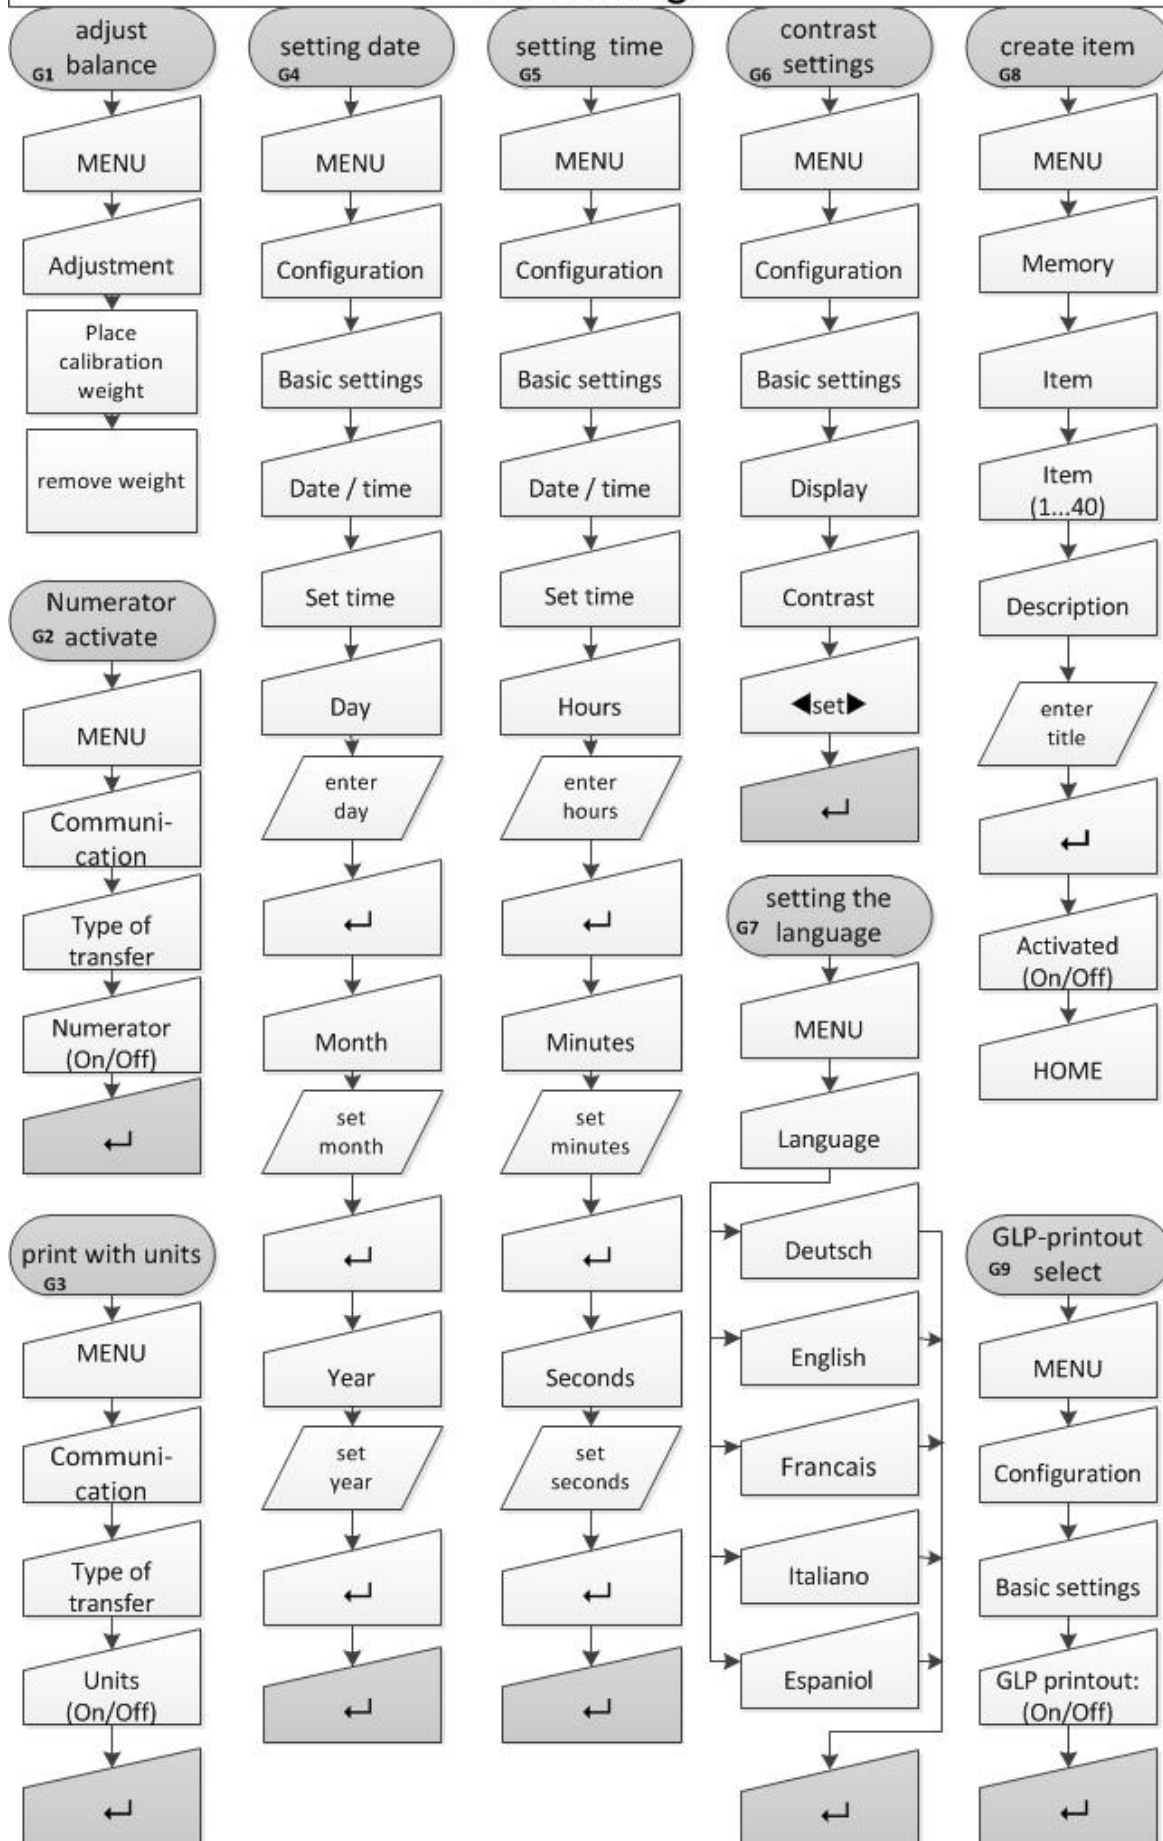 adjust
G1 balance
MENU
Adjustment
Place
calibration
weight
remove weight
Numerator
G2 activate
MENU
Communi-
cation
Type of
transfer
Numerator
(On/Off)
↵
print with units
G3
MENU
Communi-
cation
Type of
transfer
Units
(On/Off)
↵
setting date
G4
MENU
Configuration
Basic settings
Date / time
Set time
Day
enter
day
↵
Month
set
month
↵
Year
set
year
↵
↵
setting time
G5
MENU
Configuration
Basic settings
Date / time
Set time
Hours
enter
hours
↵
Minutes
set
minutes
↵
Seconds
set
seconds
↵
↵
contrast
G6 settings
MENU
Configuration
Basic settings
Display
Contrast
◀set▶
↵
setting the
G7 language
MENU
Language
Deutsch
English
Francais
Italiano
Espaniol
↵
create item
G8
MENU
Memory
Item
Item
(1...40)
Description
enter
title
↵
Activated
(On/Off)
HOME
GLP-printout
G9 select
MENU
Configuration
Basic settings
GLP printout:
(On/Off)
↵